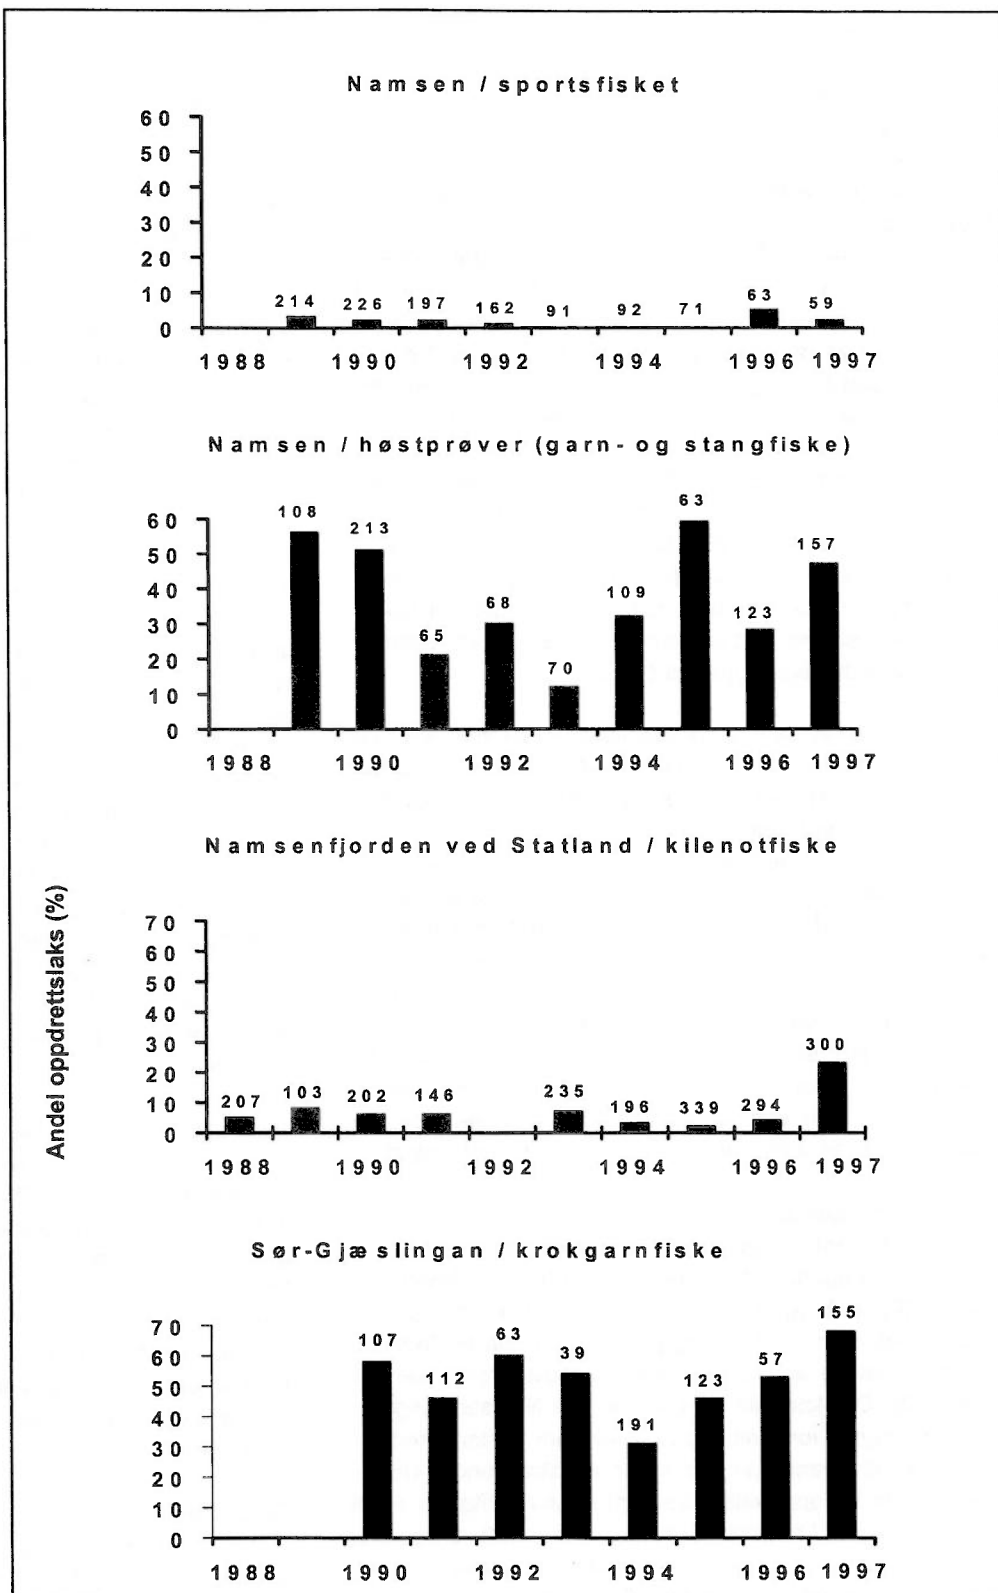 Namsen / sportsfisket
60
50
40
30
20
10
0
214 226 197 162 91 92 71 63 59
1988 1990 1992 1994 1996 1997
Namsen / høstprøver (garn- og stangfiske)
60
50
40
30
20
10
0
108 213 65 68 70 109 63 123 157
1988 1990 1992 1994 1996 1997
Andel oppdrettslaks (%)
Namsenfjorden ved Statland / kilenotfiske
70
60
50
40
30
20
10
0
207 103 202 146 235 196 339 294 300
1988 1990 1992 1994 1996 1997
Sør-Gjæslingan / krokgarnfiske
70
60
50
40
30
20
10
0
107 112 63 39 191 123 57 155
1988 1990 1992 1994 1996 1997